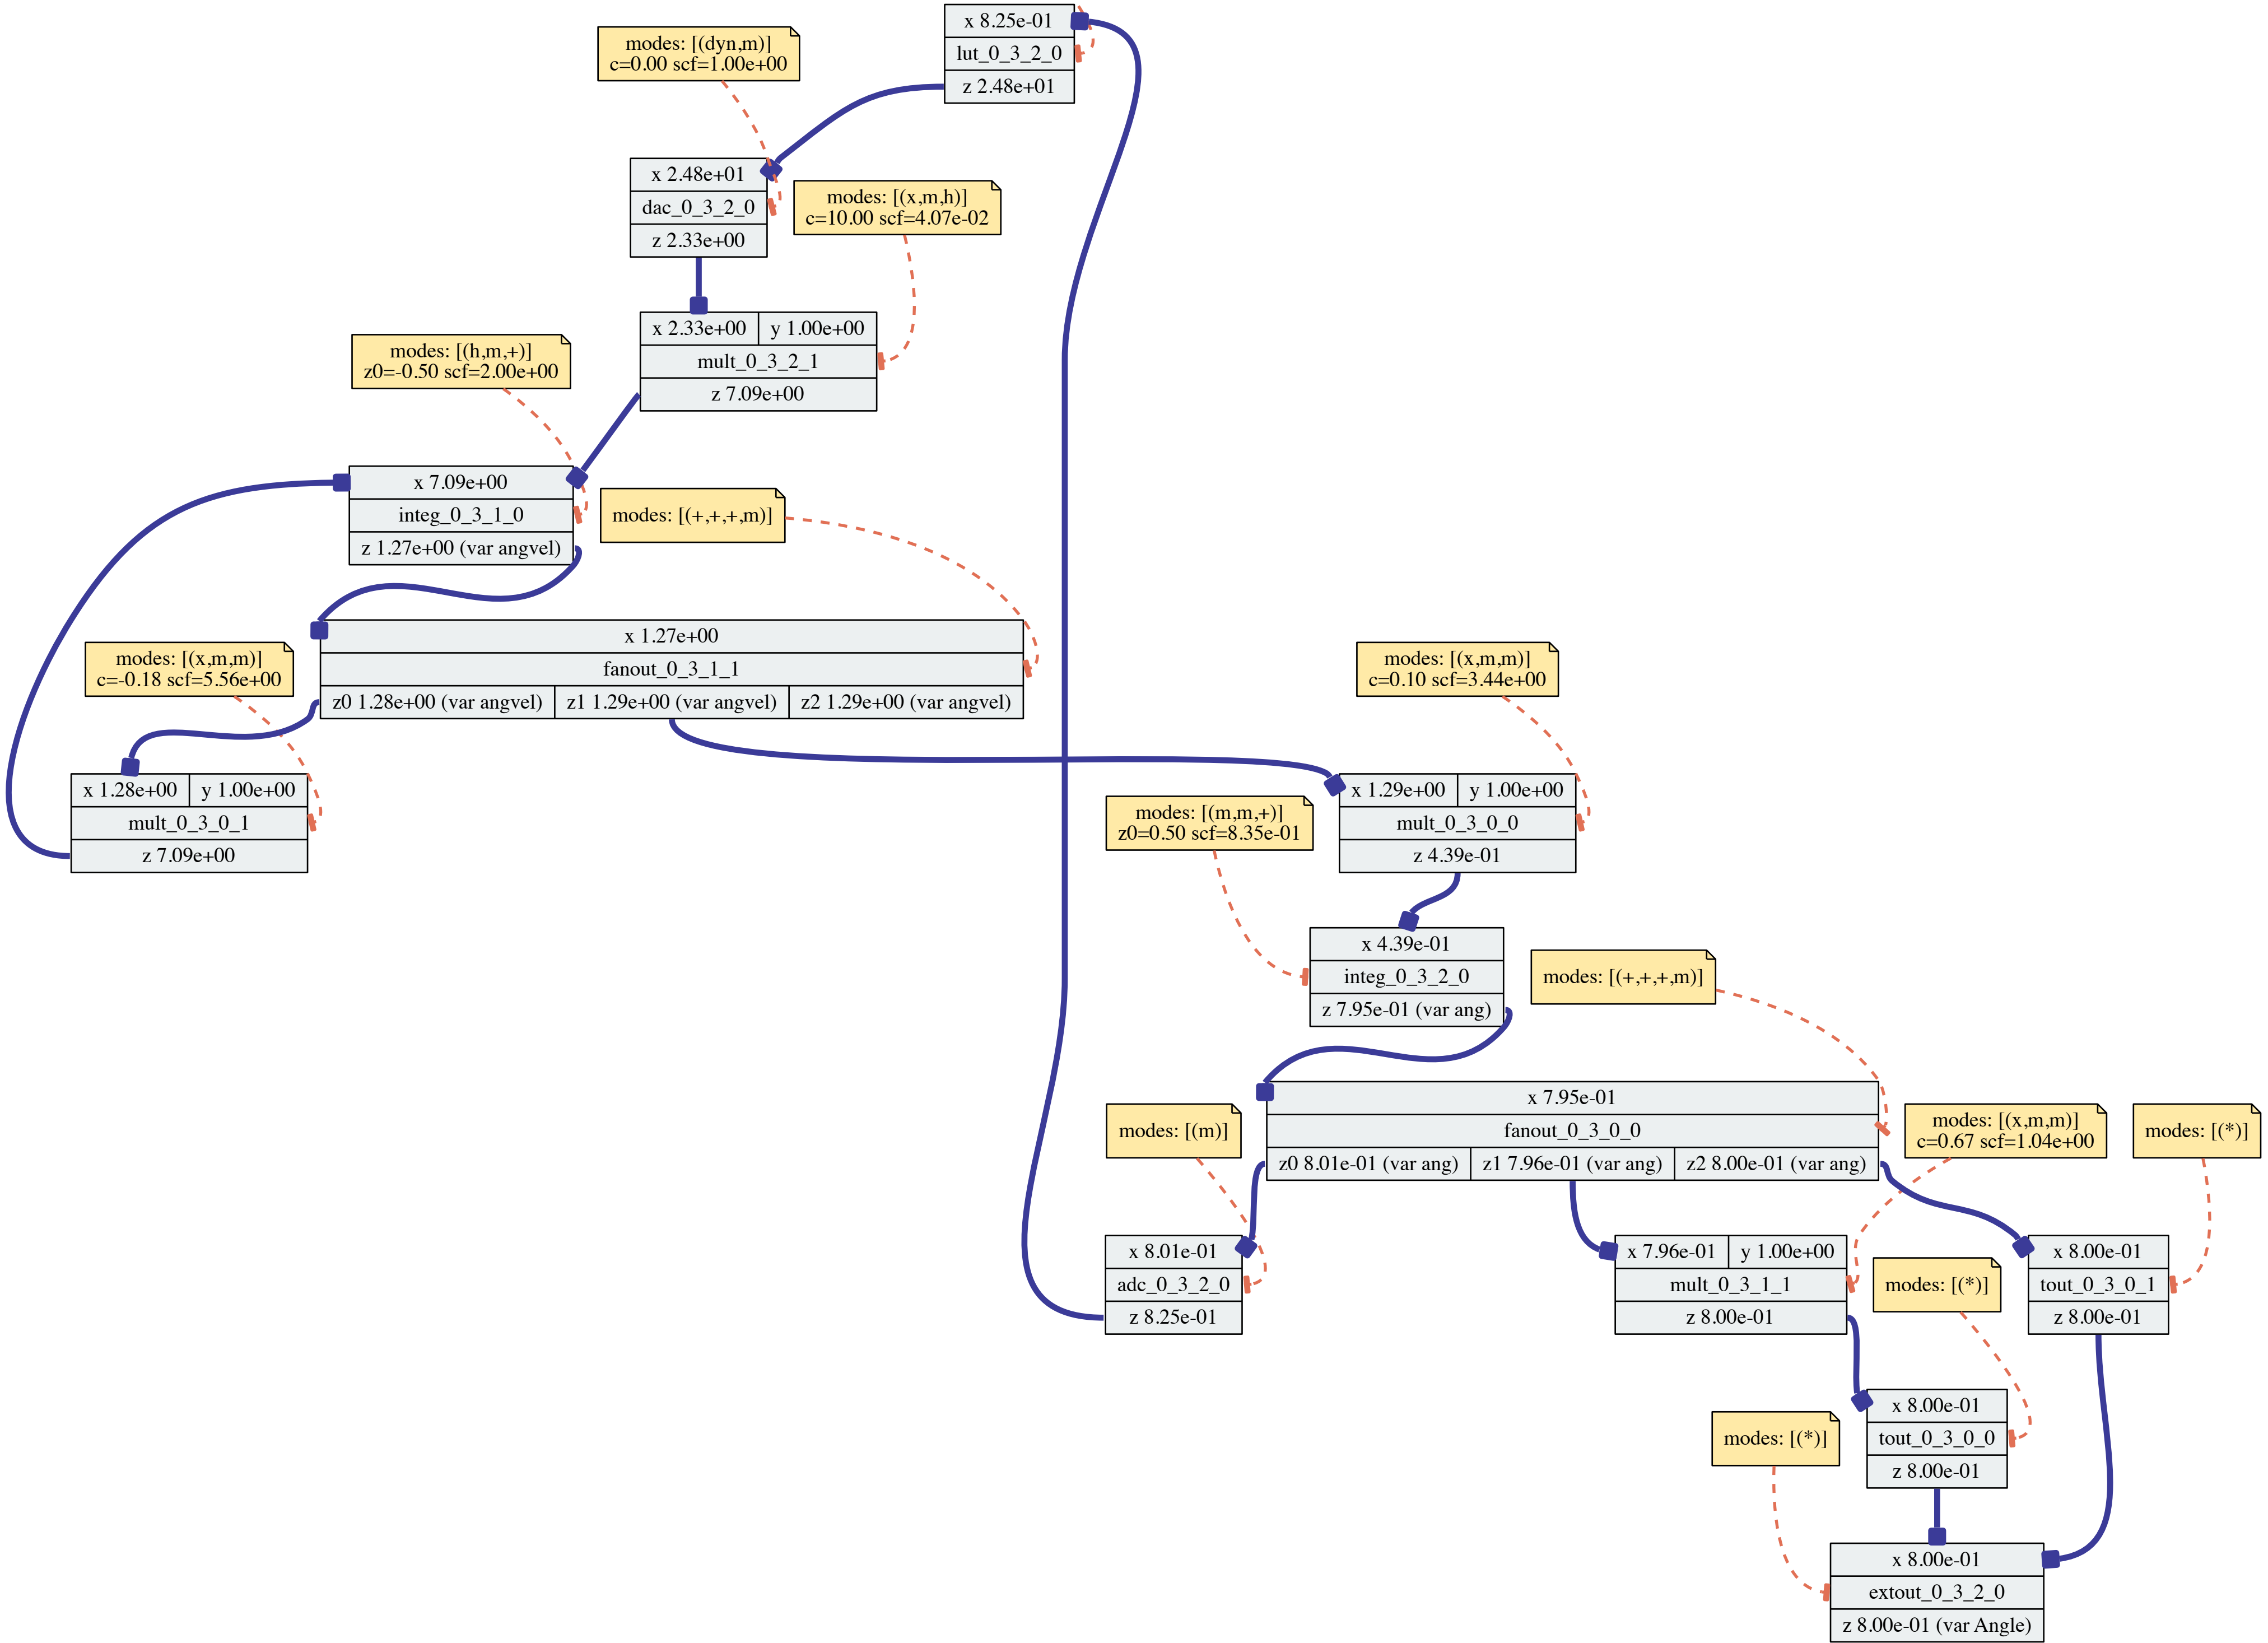 x 8.25e-01
lut_0_3_2_0
z 2.48e+01
modes: [(dyn,m)]
c=0.00 scf=1.00e+00
x 2.48e+01
dac_0_3_2_0
z 2.33e+00
modes: [(x,m,h)]
c=10.00 scf=4.07e-02
x 2.33e+00 y 1.00e+00
mult_0_3_2_1
z 7.09e+00
modes: [(h,m,+)]
z0=-0.50 scf=2.00e+00
x 7.09e+00
integ_0_3_1_0
z 1.27e+00 (var angvel)
modes: [(+,+,+,m)]
x 1.27e+00
fanout_0_3_1_1
z0 1.28e+00 (var angvel) z1 1.29e+00 (var angvel) z2 1.29e+00 (var angvel)
modes: [(x,m,m)]
c=-0.18 scf=5.56e+00
x 1.28e+00 y 1.00e+00
mult_0_3_0_1
z 7.09e+00
modes: [(x,m,m)]
c=0.10 scf=3.44e+00
x 1.29e+00 y 1.00e+00
mult_0_3_0_0
z 4.39e-01
modes: [(m,m,+)]
z0=0.50 scf=8.35e-01
x 4.39e-01
integ_0_3_2_0
z 7.95e-01 (var ang)
modes: [(+,+,+,m)]
x 7.95e-01
fanout_0_3_0_0
z0 8.01e-01 (var ang) z1 7.96e-01 (var ang) z2 8.00e-01 (var ang)
modes: [(m)]
x 8.01e-01
adc_0_3_2_0
z 8.25e-01
modes: [(x,m,m)]
c=0.67 scf=1.04e+00
x 7.96e-01 y 1.00e+00
mult_0_3_1_1
z 8.00e-01
modes: [(*)]
x 8.00e-01
tout_0_3_0_1
z 8.00e-01
modes: [(*)]
x 8.00e-01
tout_0_3_0_0
z 8.00e-01
modes: [(*)]
x 8.00e-01
extout_0_3_2_0
z 8.00e-01 (var Angle)